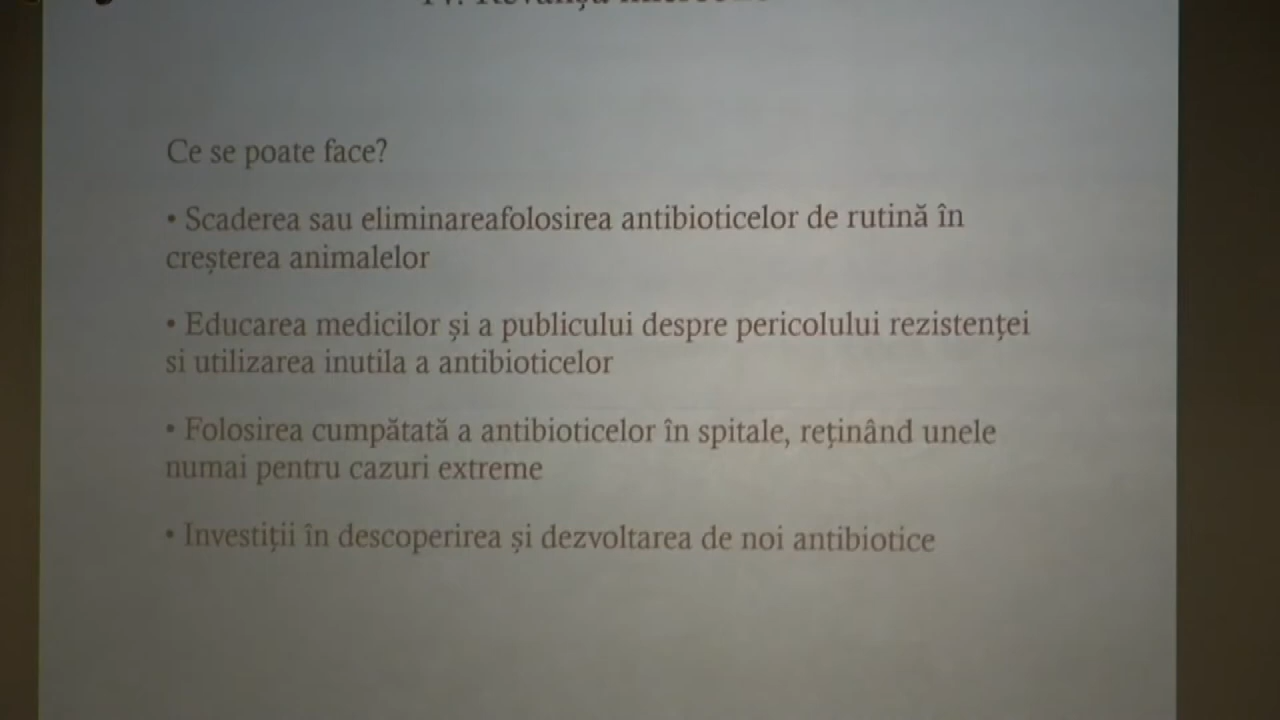 Ce se poate face?
• Scaderea sau eliminareafolosirea antibioticelor de rutină în
creșterea animalelor
• Educarea medicilor și a publicului despre pericolului rezistenței
si utilizarea inutila a antibioticelor
• Folosirea cumpătată a antibioticelor în spitale, reținând unele
numai pentru cazuri extreme
• Investiții în descoperirea și dezvoltarea de noi antibiotice